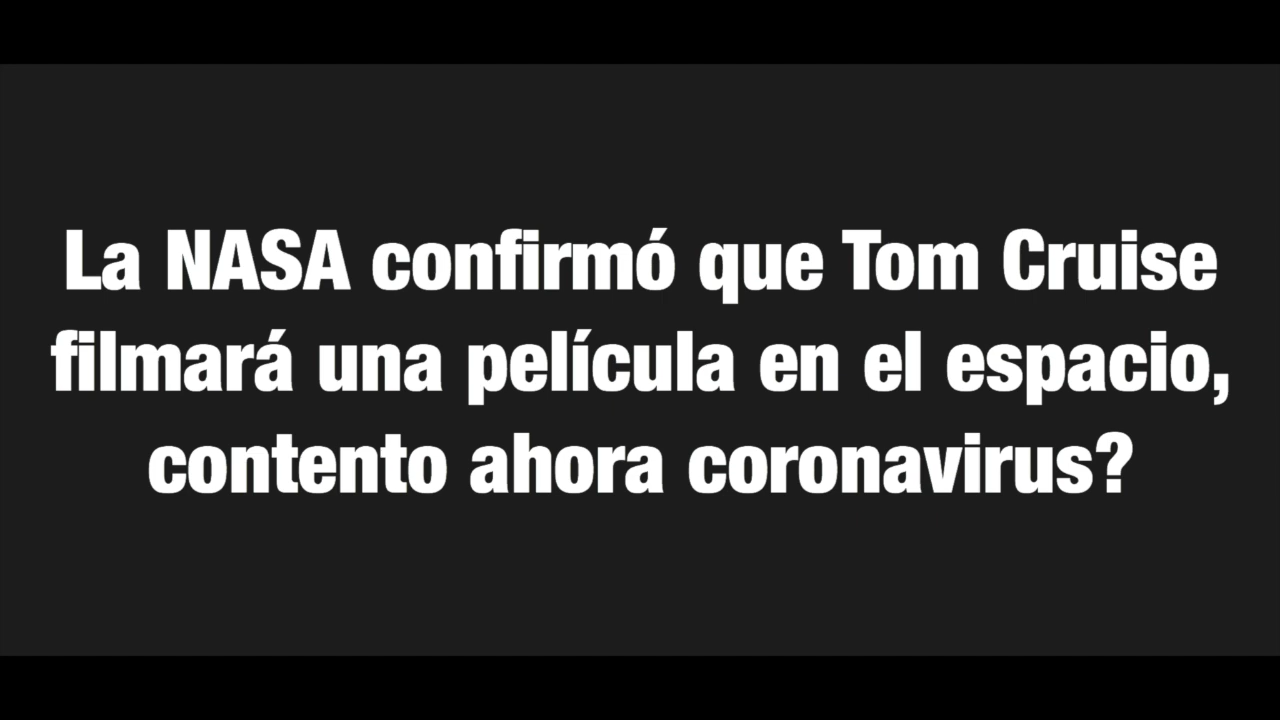 La NASA confirmó que Tom Cruise
filmará una película en el espacio,
contento ahora coronavirus?